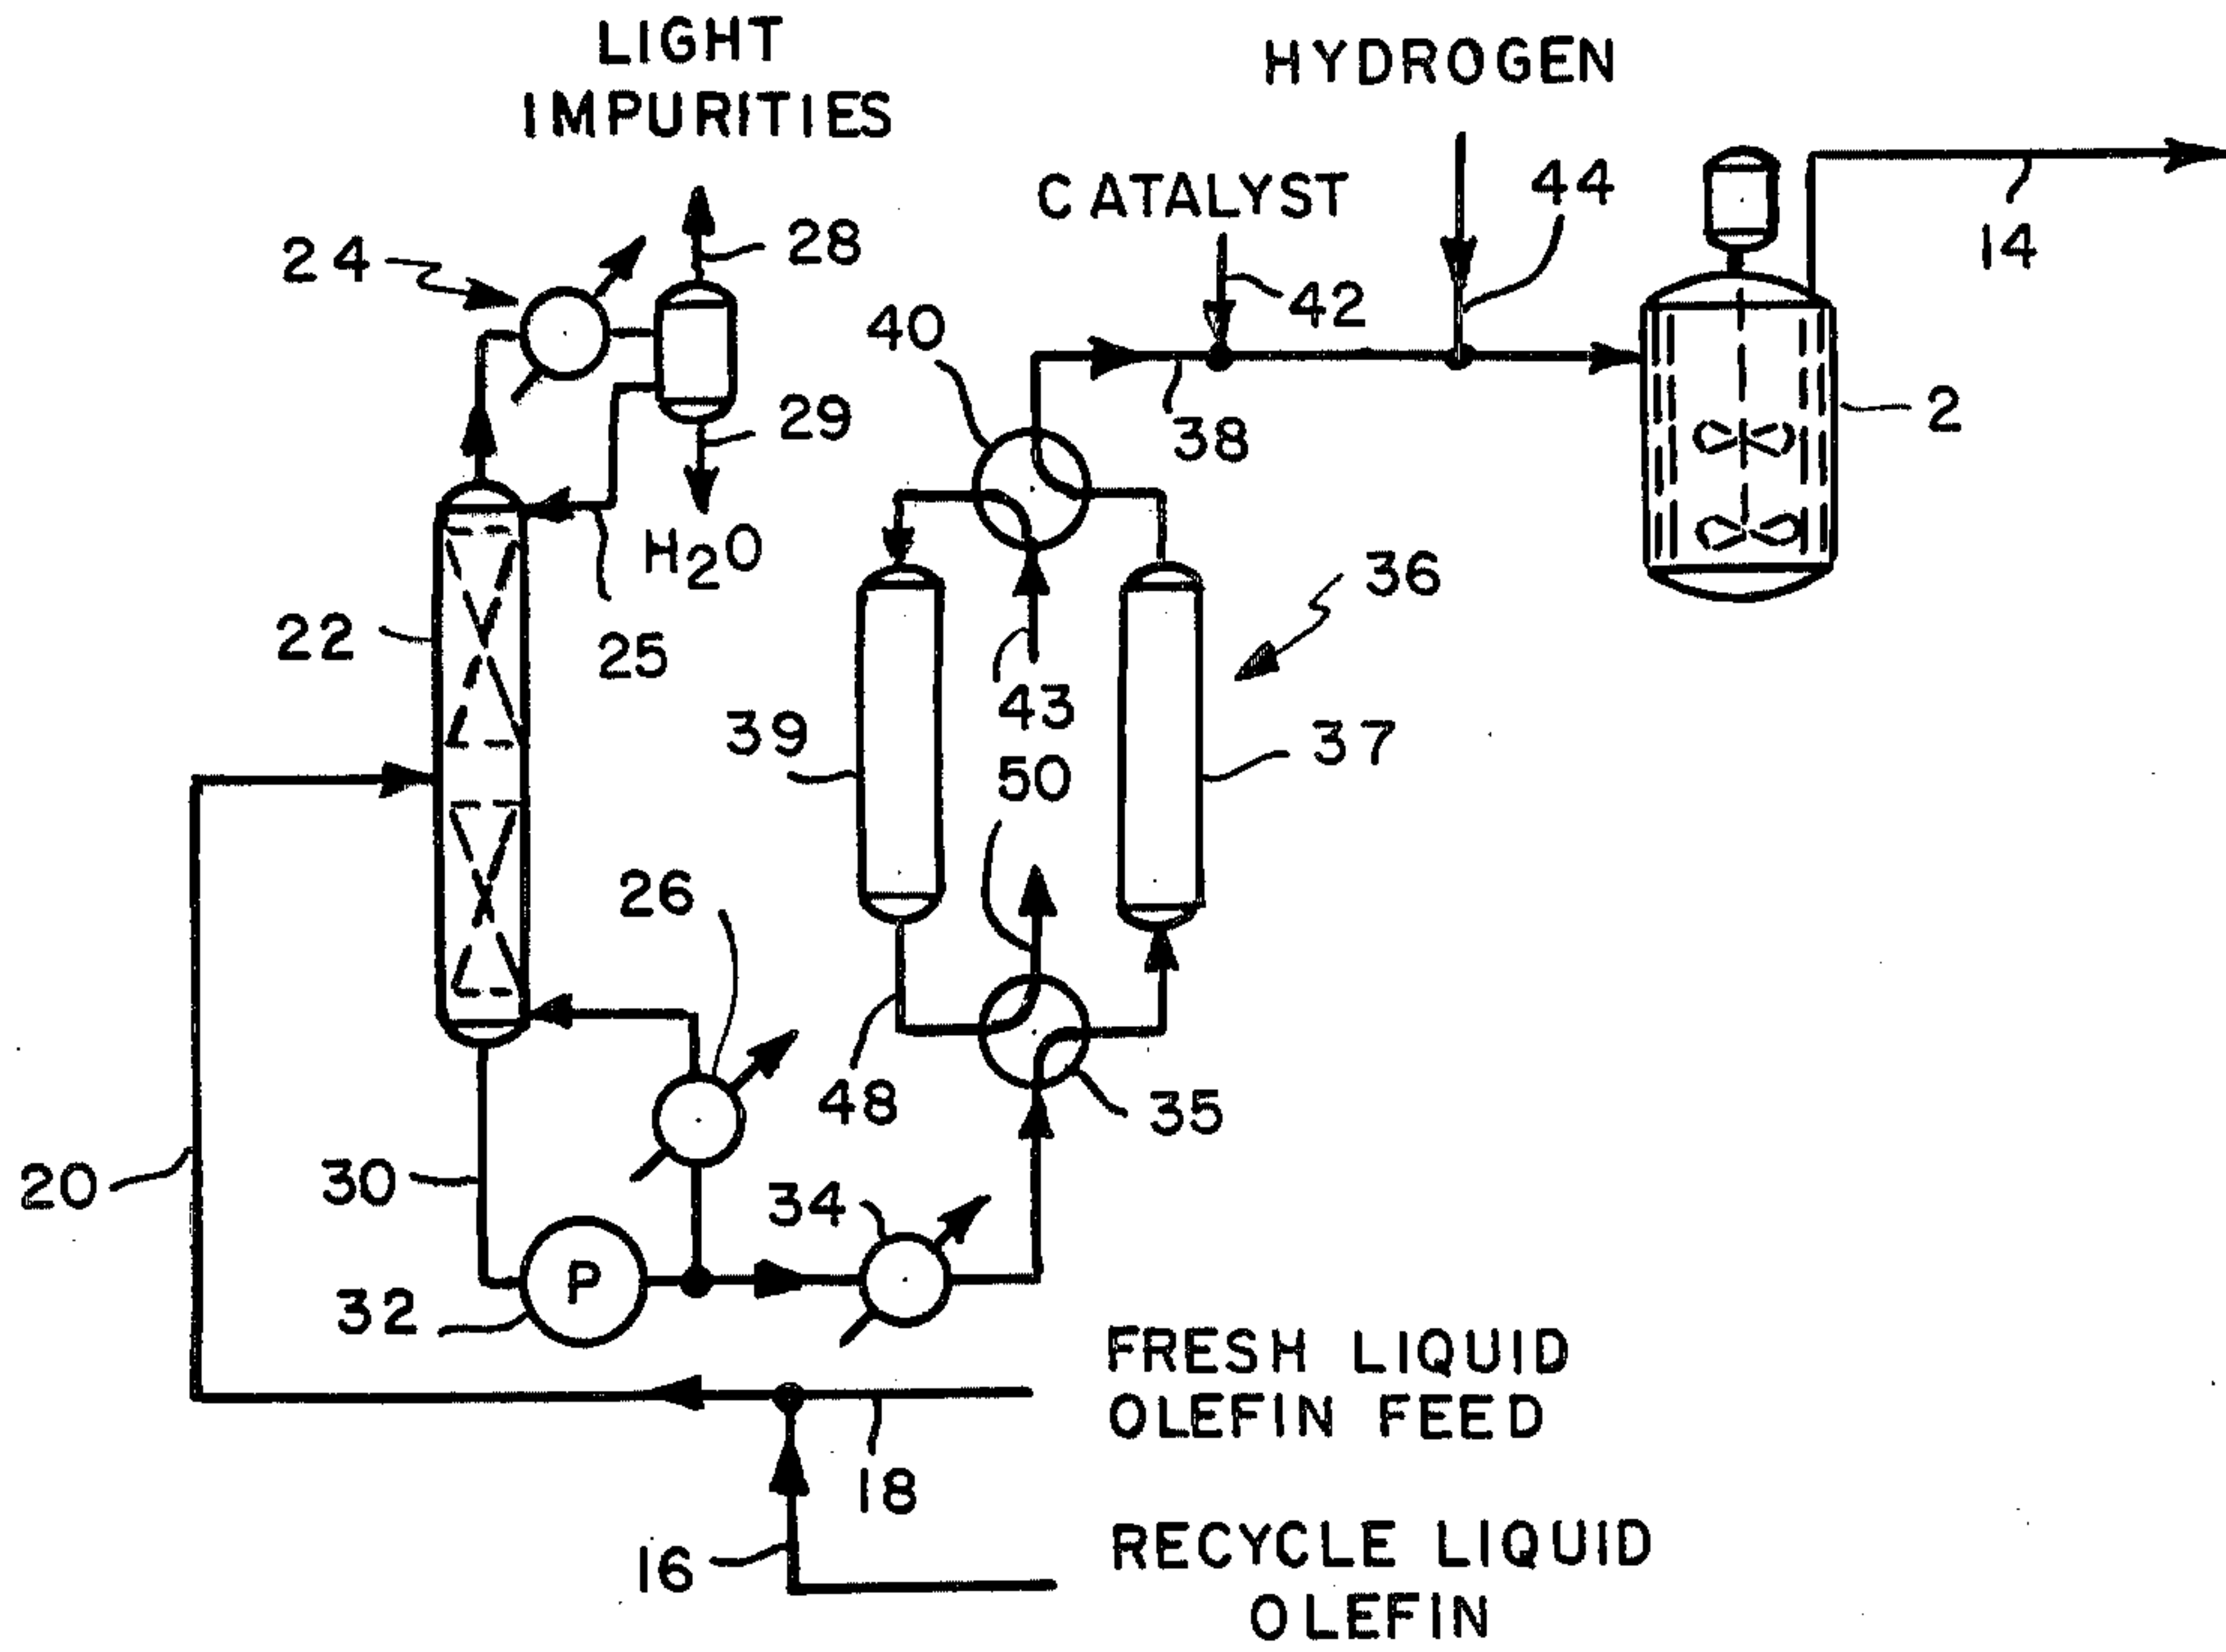 LIGHT
IMPURITIES
HYDROGEN
CATALYST
44
14
28
24
42
40
29
38
2
H2O
36
22
25
43
39
37
50
26
48
35
20
30
34
P
32
FRESH LIQUID
OLEFIN FEED
18
16
RECYCLE LIQUID
OLEFIN